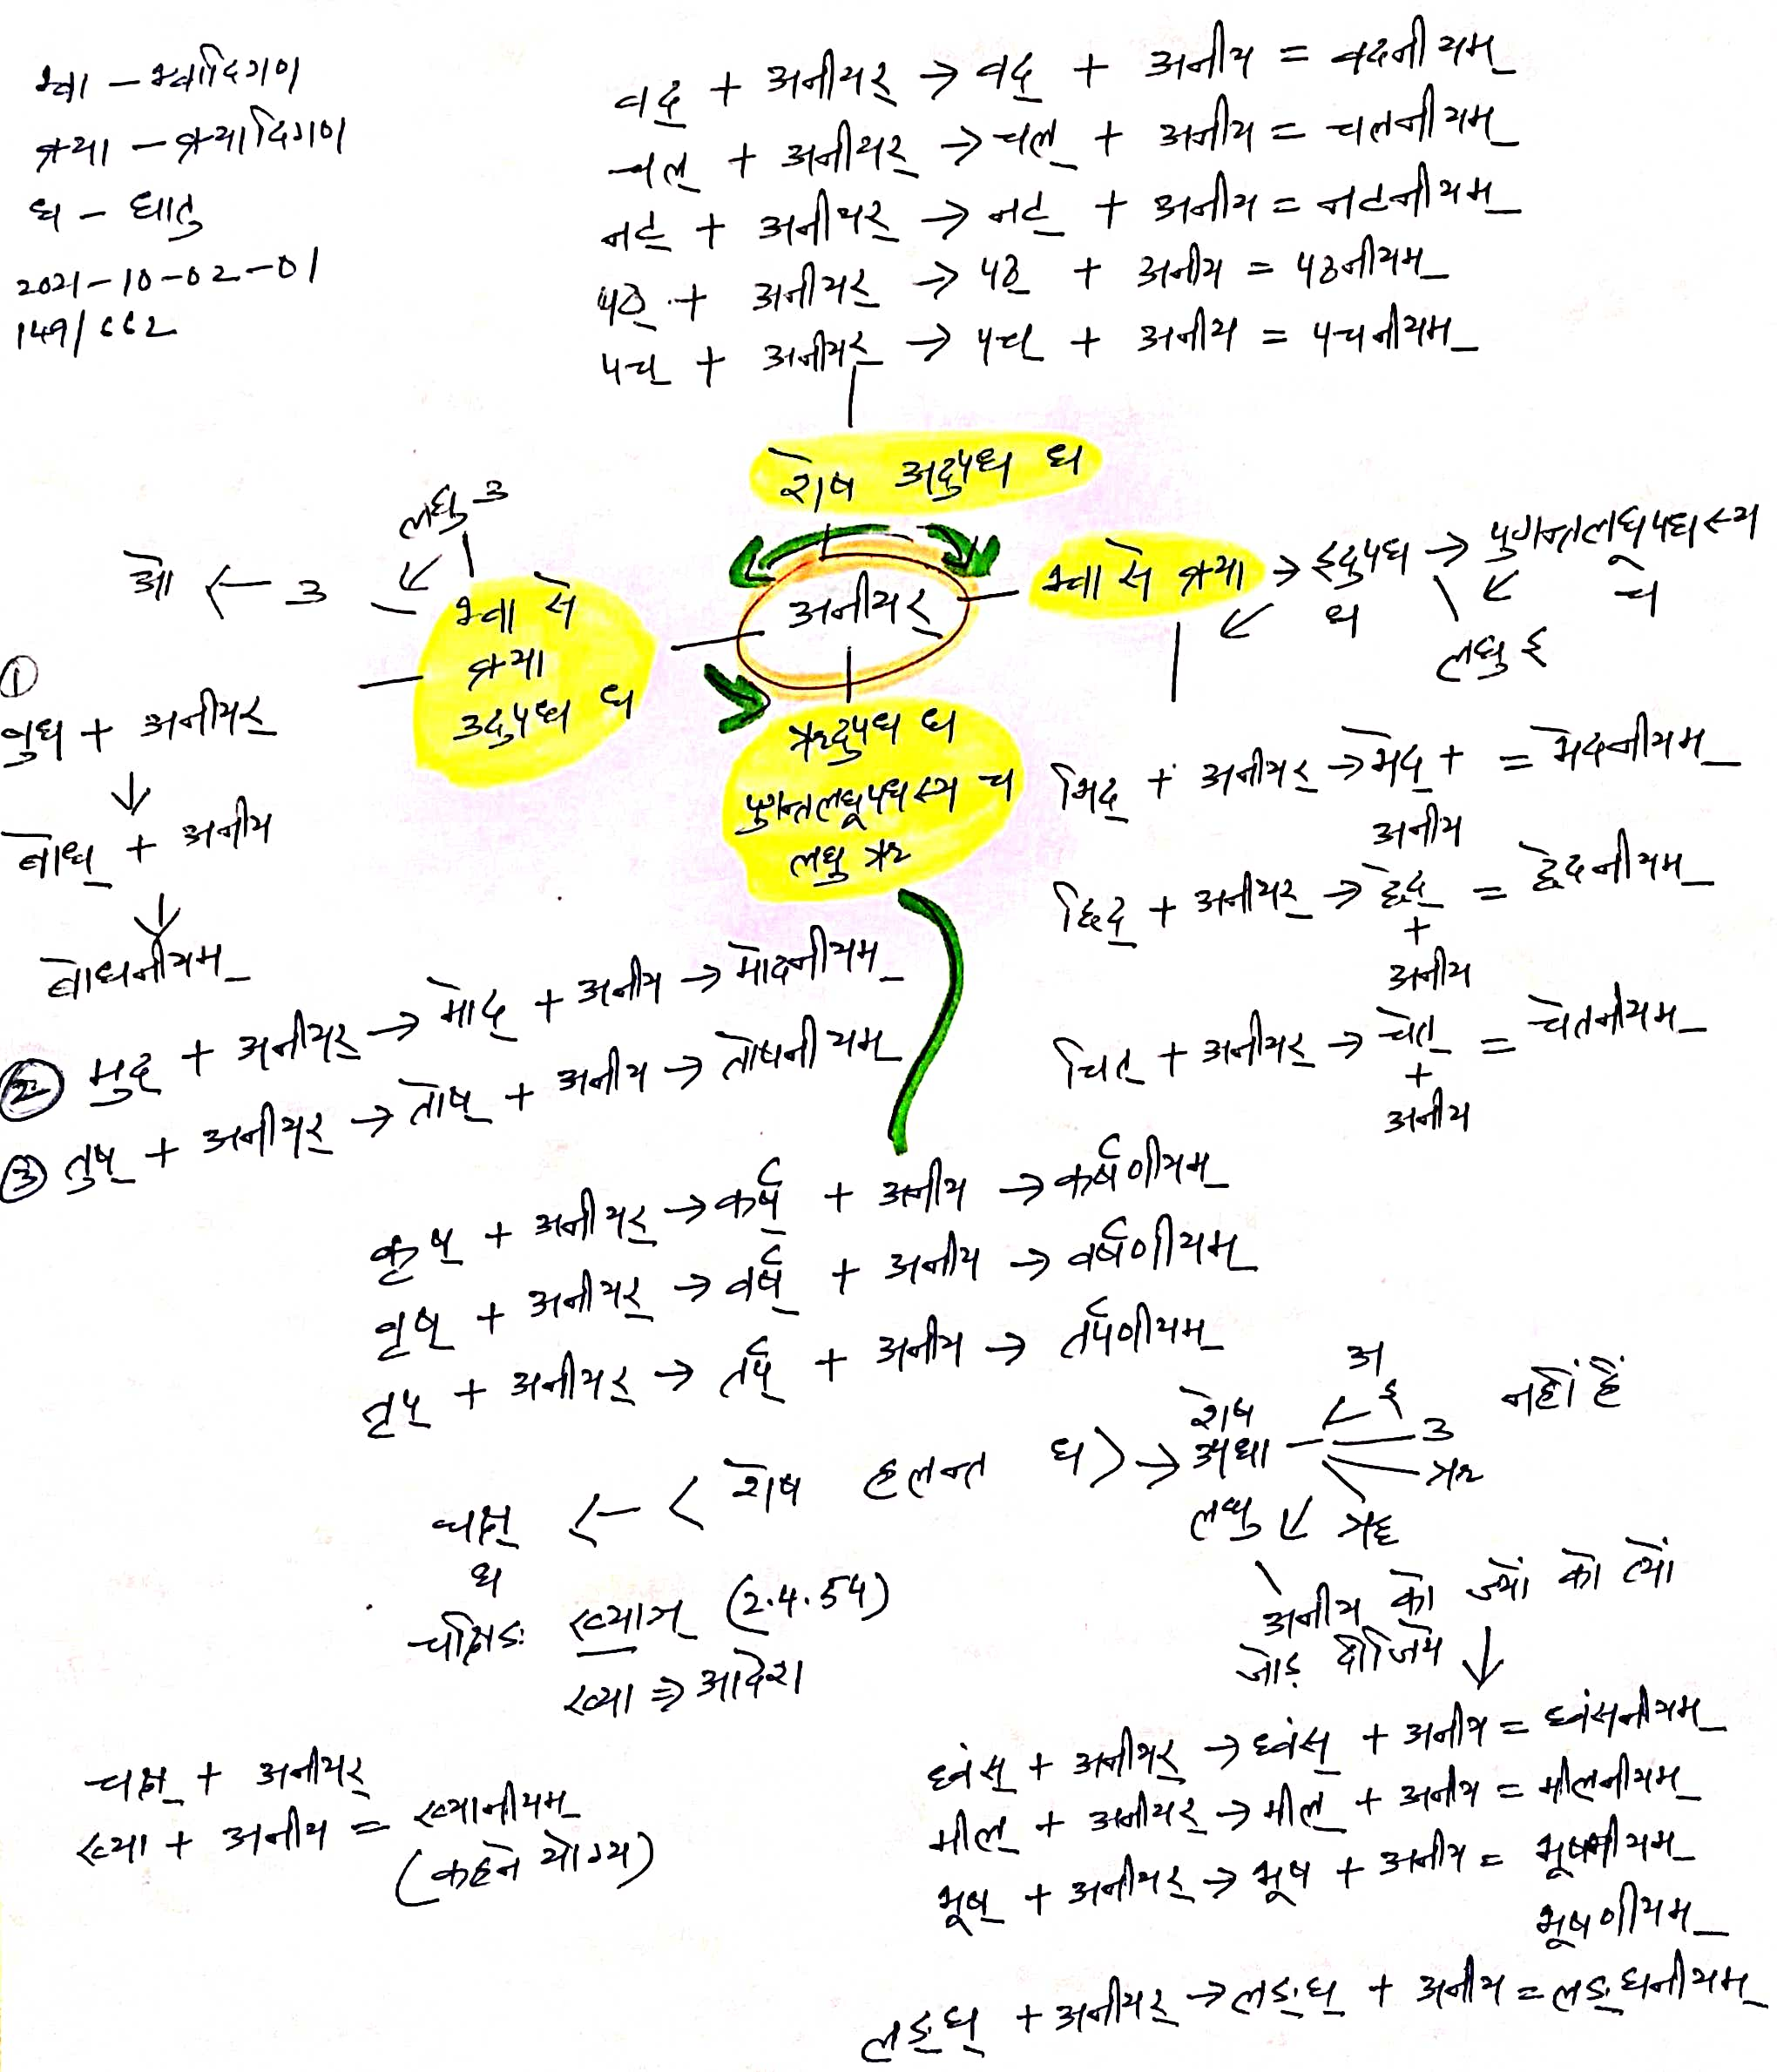 भ्वा - भ्वादिगण
क्र्या - क्र्यादिगण
ध - धातु
2021-10-02-01
149/662
वद् + अनीयर् → वद् + अनीय = वदनीयम्
चल् + अनीयर् → चल् + अनीय = चलनीयम्
नट् + अनीयर् → नट् + अनीय = नटनीयम्
पठ् + अनीयर् → पठ् + अनीय = पठनीयम्
पच् + अनीयर् → पच् + अनीय = पचनीयम्
शेष अदुपध ध
अनीयर्
लघु उ
ओ ← उ
भ्वा से
क्र्या
उदुपध ध
①
बुध + अनीयर्
↓
बोध् + अनीय
↓
बोधनीयम्
② मुद् + अनीयर् → मोद् + अनीय → मोदनीयम्
③ तुष् + अनीयर् → तोष् + अनीय → तोषनीयम्
भ्वा से क्र्या → इदुपध → पुगन्तलघूपधस्य
ध च
लघु इ
भिद् + अनीयर् → भेद् + = भेदनीयम्
अनीय
छिद् + अनीयर् → छेद् = छेदनीयम्
+
अनीय
चित् + अनीयर् → चेत् = चेतनीयम्
+
अनीय
ऋदुपध ध
पुगन्तलघूपधस्य च
लघु ऋ
कृष् + अनीयर् → कर्ष् + अनीय → कर्षणीयम्
वृष् + अनीयर् → वर्ष् + अनीय → वर्षणीयम्
तृप् + अनीयर् → तर्प् + अनीय → तर्पणीयम्
चक्ष् ← < शेष हलन्त ध > → शेष
अ
इ
उ
ऋ
नहीं हैं
लघु
ध
चक्षिङः ख्याञ् (2.4.54)
ख्या ⇒ आदेश
चक्ष् + अनीयर्
ख्या + अनीय = ख्यानीयम्
(कहने योग्य)
अनीय को ज्यों का त्यों
जोड़ दीजिये ↓
ध्वंस् + अनीयर् → ध्वंस् + अनीय = ध्वंसनीयम्
मील् + अनीयर् → मील् + अनीय = मीलनीयम्
भूष् + अनीयर् → भूष + अनीय = भूषनीयम्
भूषणीयम्
लङ्घ् + अनीयर् → लङ्घ् + अनीय = लङ्घनीयम्